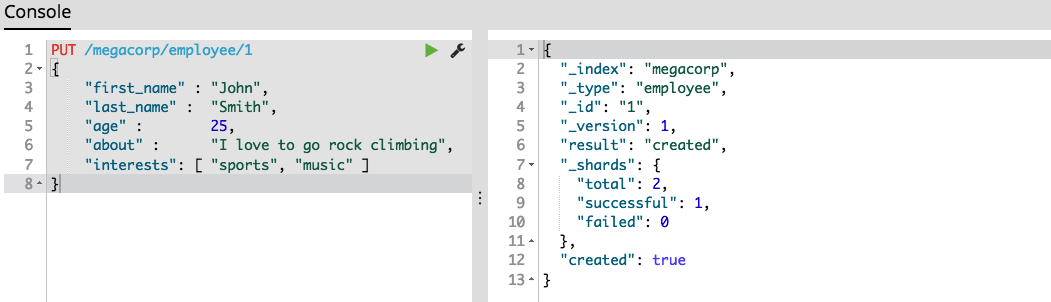 Console
1 PUT /megacorp/employee/1
2 {
3 "first_name" : "John",
4 "last_name" : "Smith",
5 "age" : 25,
6 "about" : "I love to go rock climbing",
7 "interests": [ "sports", "music" ]
8 }
1 {
2 "_index": "megacorp",
3 "_type": "employee",
4 "_id": "1",
5 "_version": 1,
6 "result": "created",
7 "_shards": {
8 "total": 2,
9 "successful": 1,
10 "failed": 0
11 },
12 "created": true
13 }